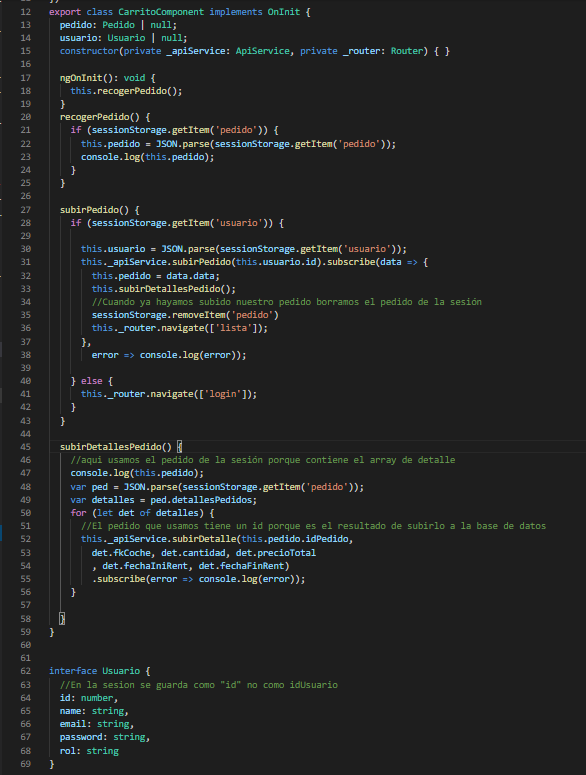 12 export class CarritoComponent implements OnInit {
13 pedido: Pedido | null;
14 usuario: Usuario | null;
15 constructor(private _apiService: ApiService, private _router: Router) { }
16
17 ngOnInit(): void {
18 this.recogerPedido();
19 }
20 recogerPedido() {
21 if (sessionStorage.getItem('pedido')) {
22 this.pedido = JSON.parse(sessionStorage.getItem('pedido'));
23 console.log(this.pedido);
24 }
25 }
26
27 subirPedido() {
28 if (sessionStorage.getItem('usuario')) {
29
30 this.usuario = JSON.parse(sessionStorage.getItem('usuario'));
31 this._apiService.subirPedido(this.usuario.id).subscribe(data => {
32 this.pedido = data.data;
33 this.subirDetallesPedido();
34 //Cuando ya hayamos subido nuestro pedido borramos el pedido de la sesión
35 sessionStorage.removeItem('pedido')
36 this._router.navigate(['lista']);
37 },
38 error => console.log(error));
39
40 } else {
41 this._router.navigate(['login']);
42 }
43 }
44
45 subirDetallesPedido() {
46 //aqui usamos el pedido de la sesión porque contiene el array de detalle
47 console.log(this.pedido);
48 var ped = JSON.parse(sessionStorage.getItem('pedido'));
49 var detalles = ped.detallesPedidos;
50 for (let det of detalles) {
51 //El pedido que usamos tiene un id porque es el resultado de subirlo a la base de datos
52 this._apiService.subirDetalle(this.pedido.idPedido,
53 det.fkCoche, det.cantidad, det.precioTotal
54 , det.fechaIniRent, det.fechaFinRent)
55 .subscribe(error => console.log(error));
56 }
57
58 }
59 }
60
61
62 interface Usuario {
63 //En la sesion se guarda como "id" no como idUsuario
64 id: number,
65 name: string,
66 email: string,
67 password: string,
68 rol: string
69 }